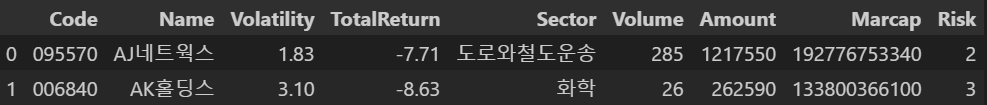 Code Name Volatility TotalReturn Sector Volume Amount Marcap Risk
0 095570 AJ네트웍스 1.83 -7.71 도로와철도운송 285 1217550 192776753340 2
1 006840 AK홀딩스 3.10 -8.63 화학 26 262590 133800366100 3